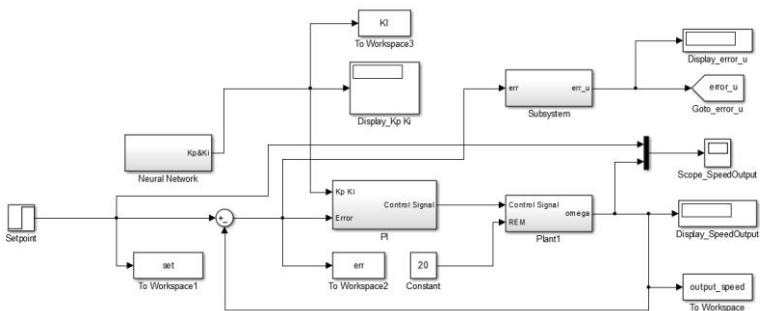 KI
To Workspace3
Display_Kp Ki
Kp&Ki
Neural Network
err
err_u
Subsystem
Display_error_u
error_u
Goto_error_u
Scope_SpeedOutput
Kp Ki
Error
Control Signal
PI
Control Signal
REM
omega
Plant1
Display_SpeedOutput
Setpoint
+_
set
To Workspace1
err
To Workspace2
20
Constant
output_speed
To Workspace